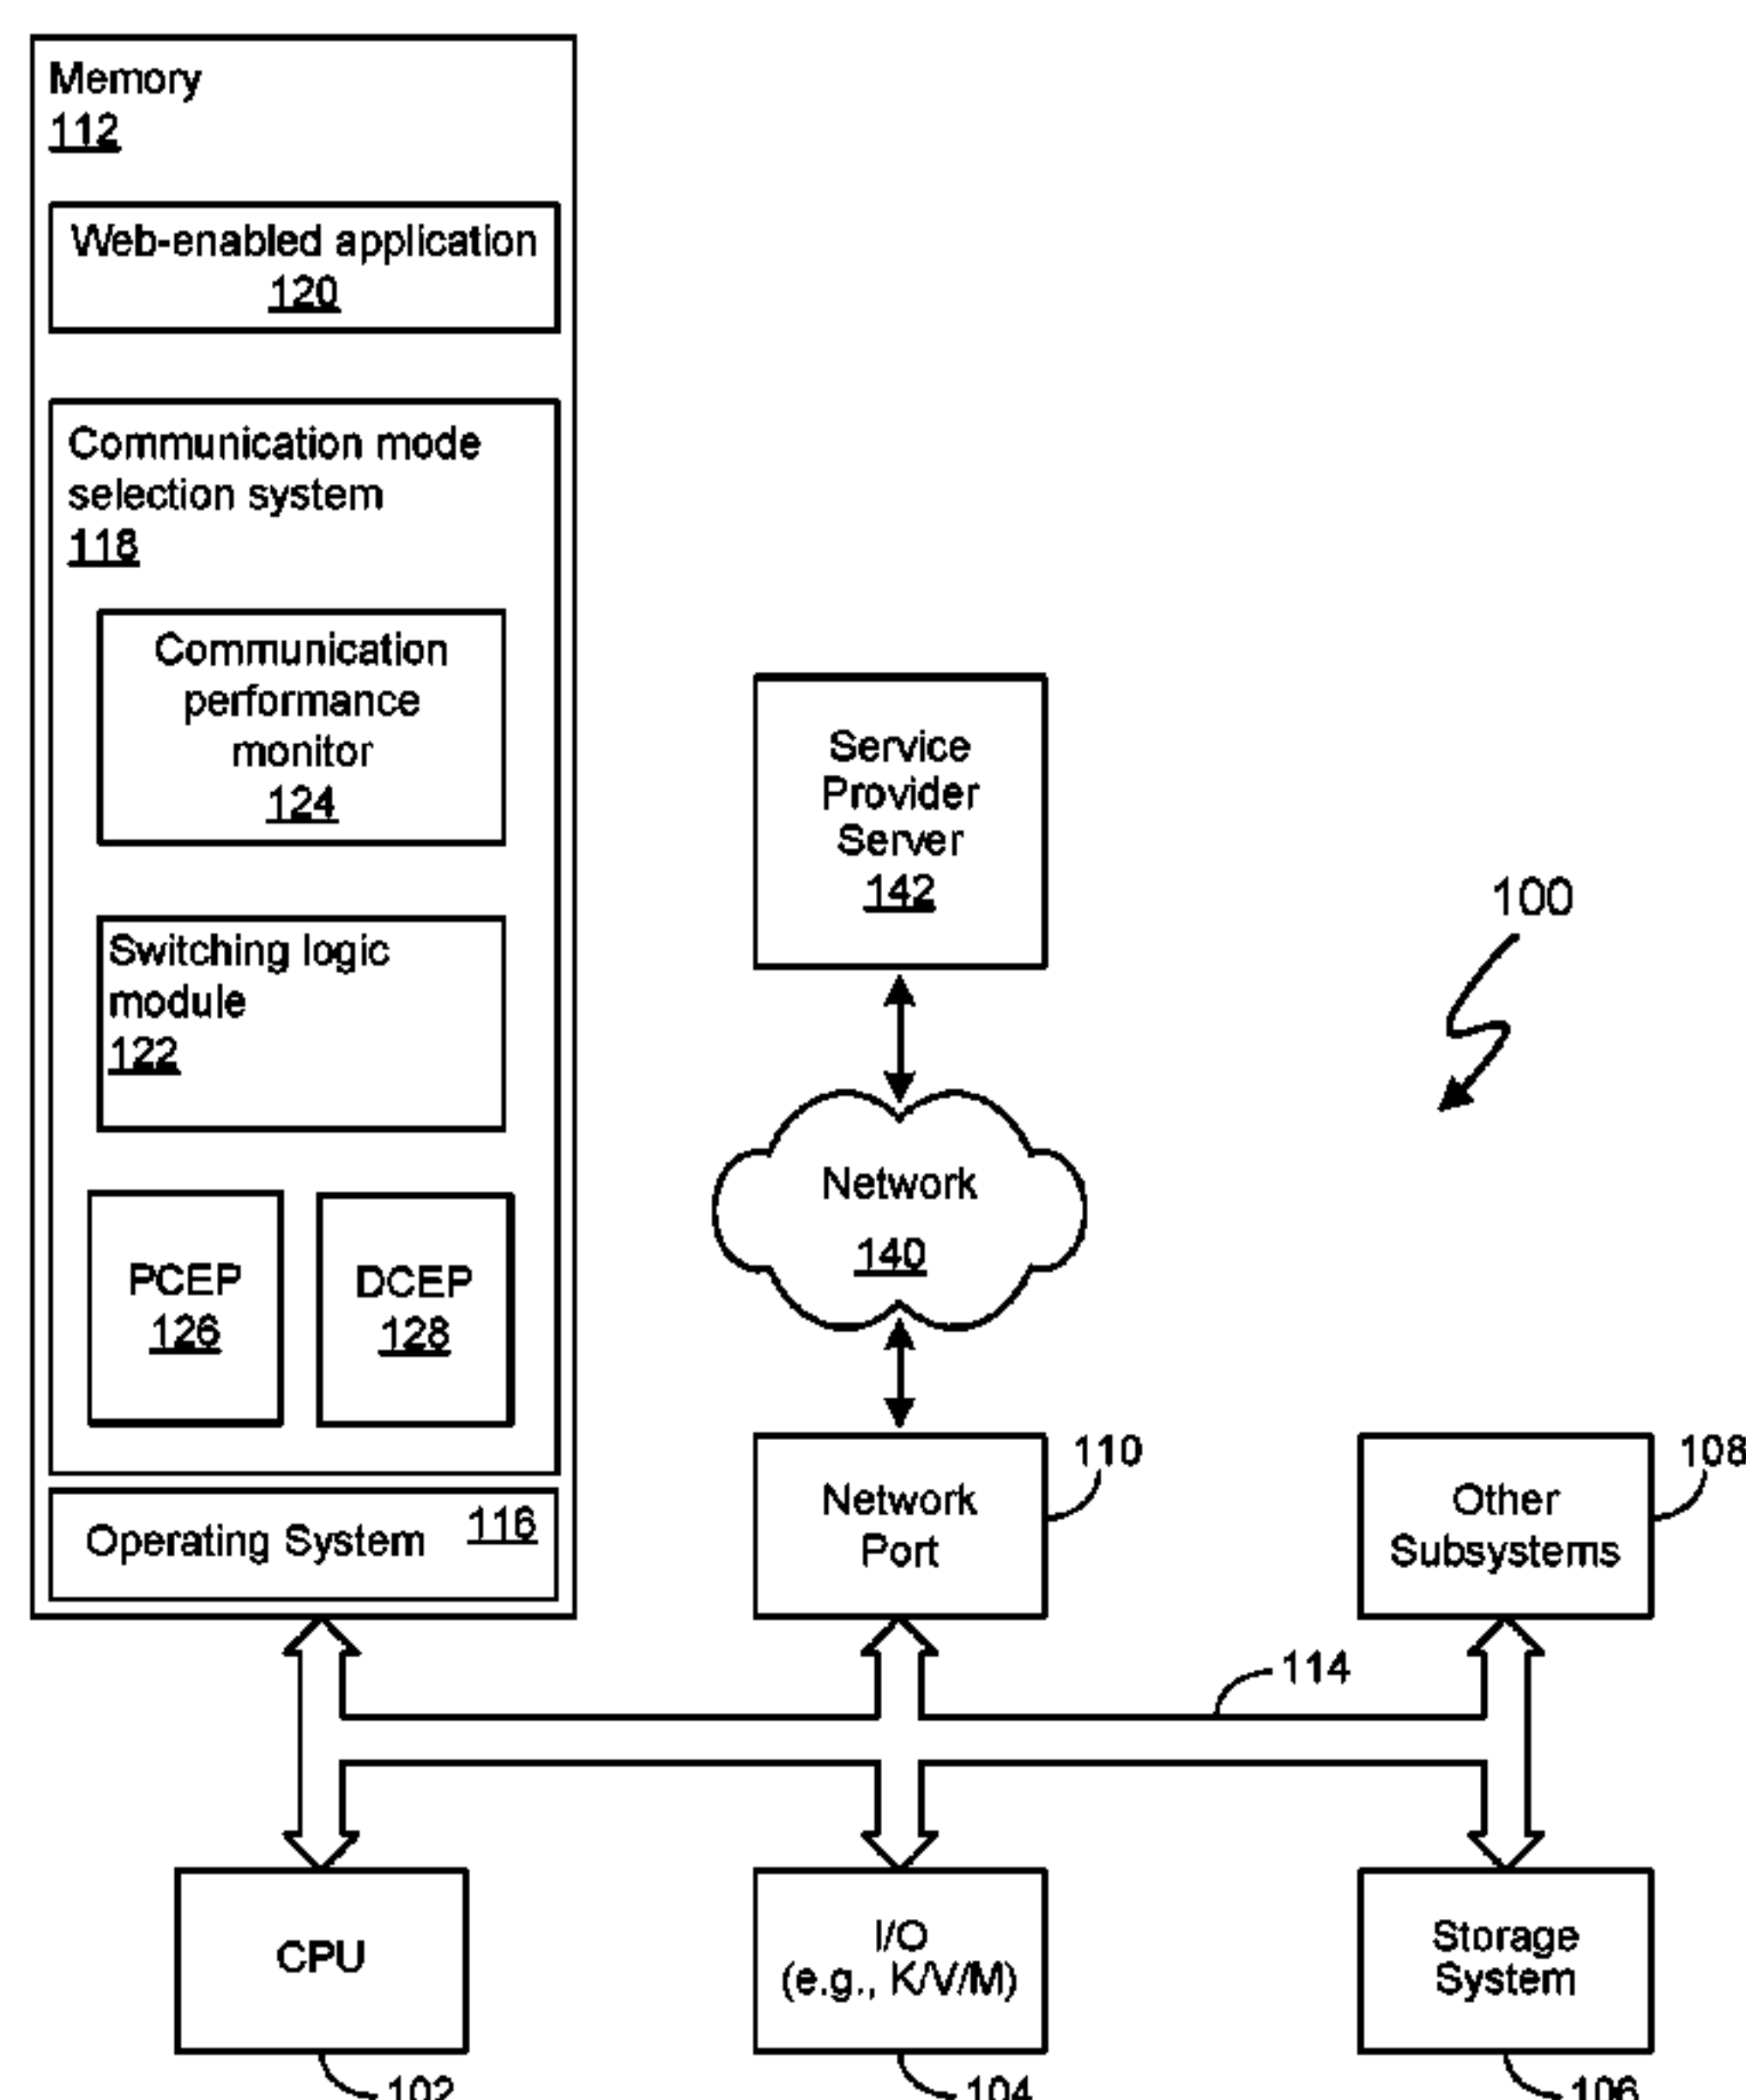 Memory
112
Web-enabled application
120
Communication mode
selection system
118
Communication
performance
monitor
124
Switching logic
module
122
PCEP
126
DCEP
128
Operating System 116
Service
Provider
Server
142
100
Network
140
Network
Port
110
Other
Subsystems
108
114
CPU
102
I/O
(e.g., K/V/M)
104
Storage
System
106